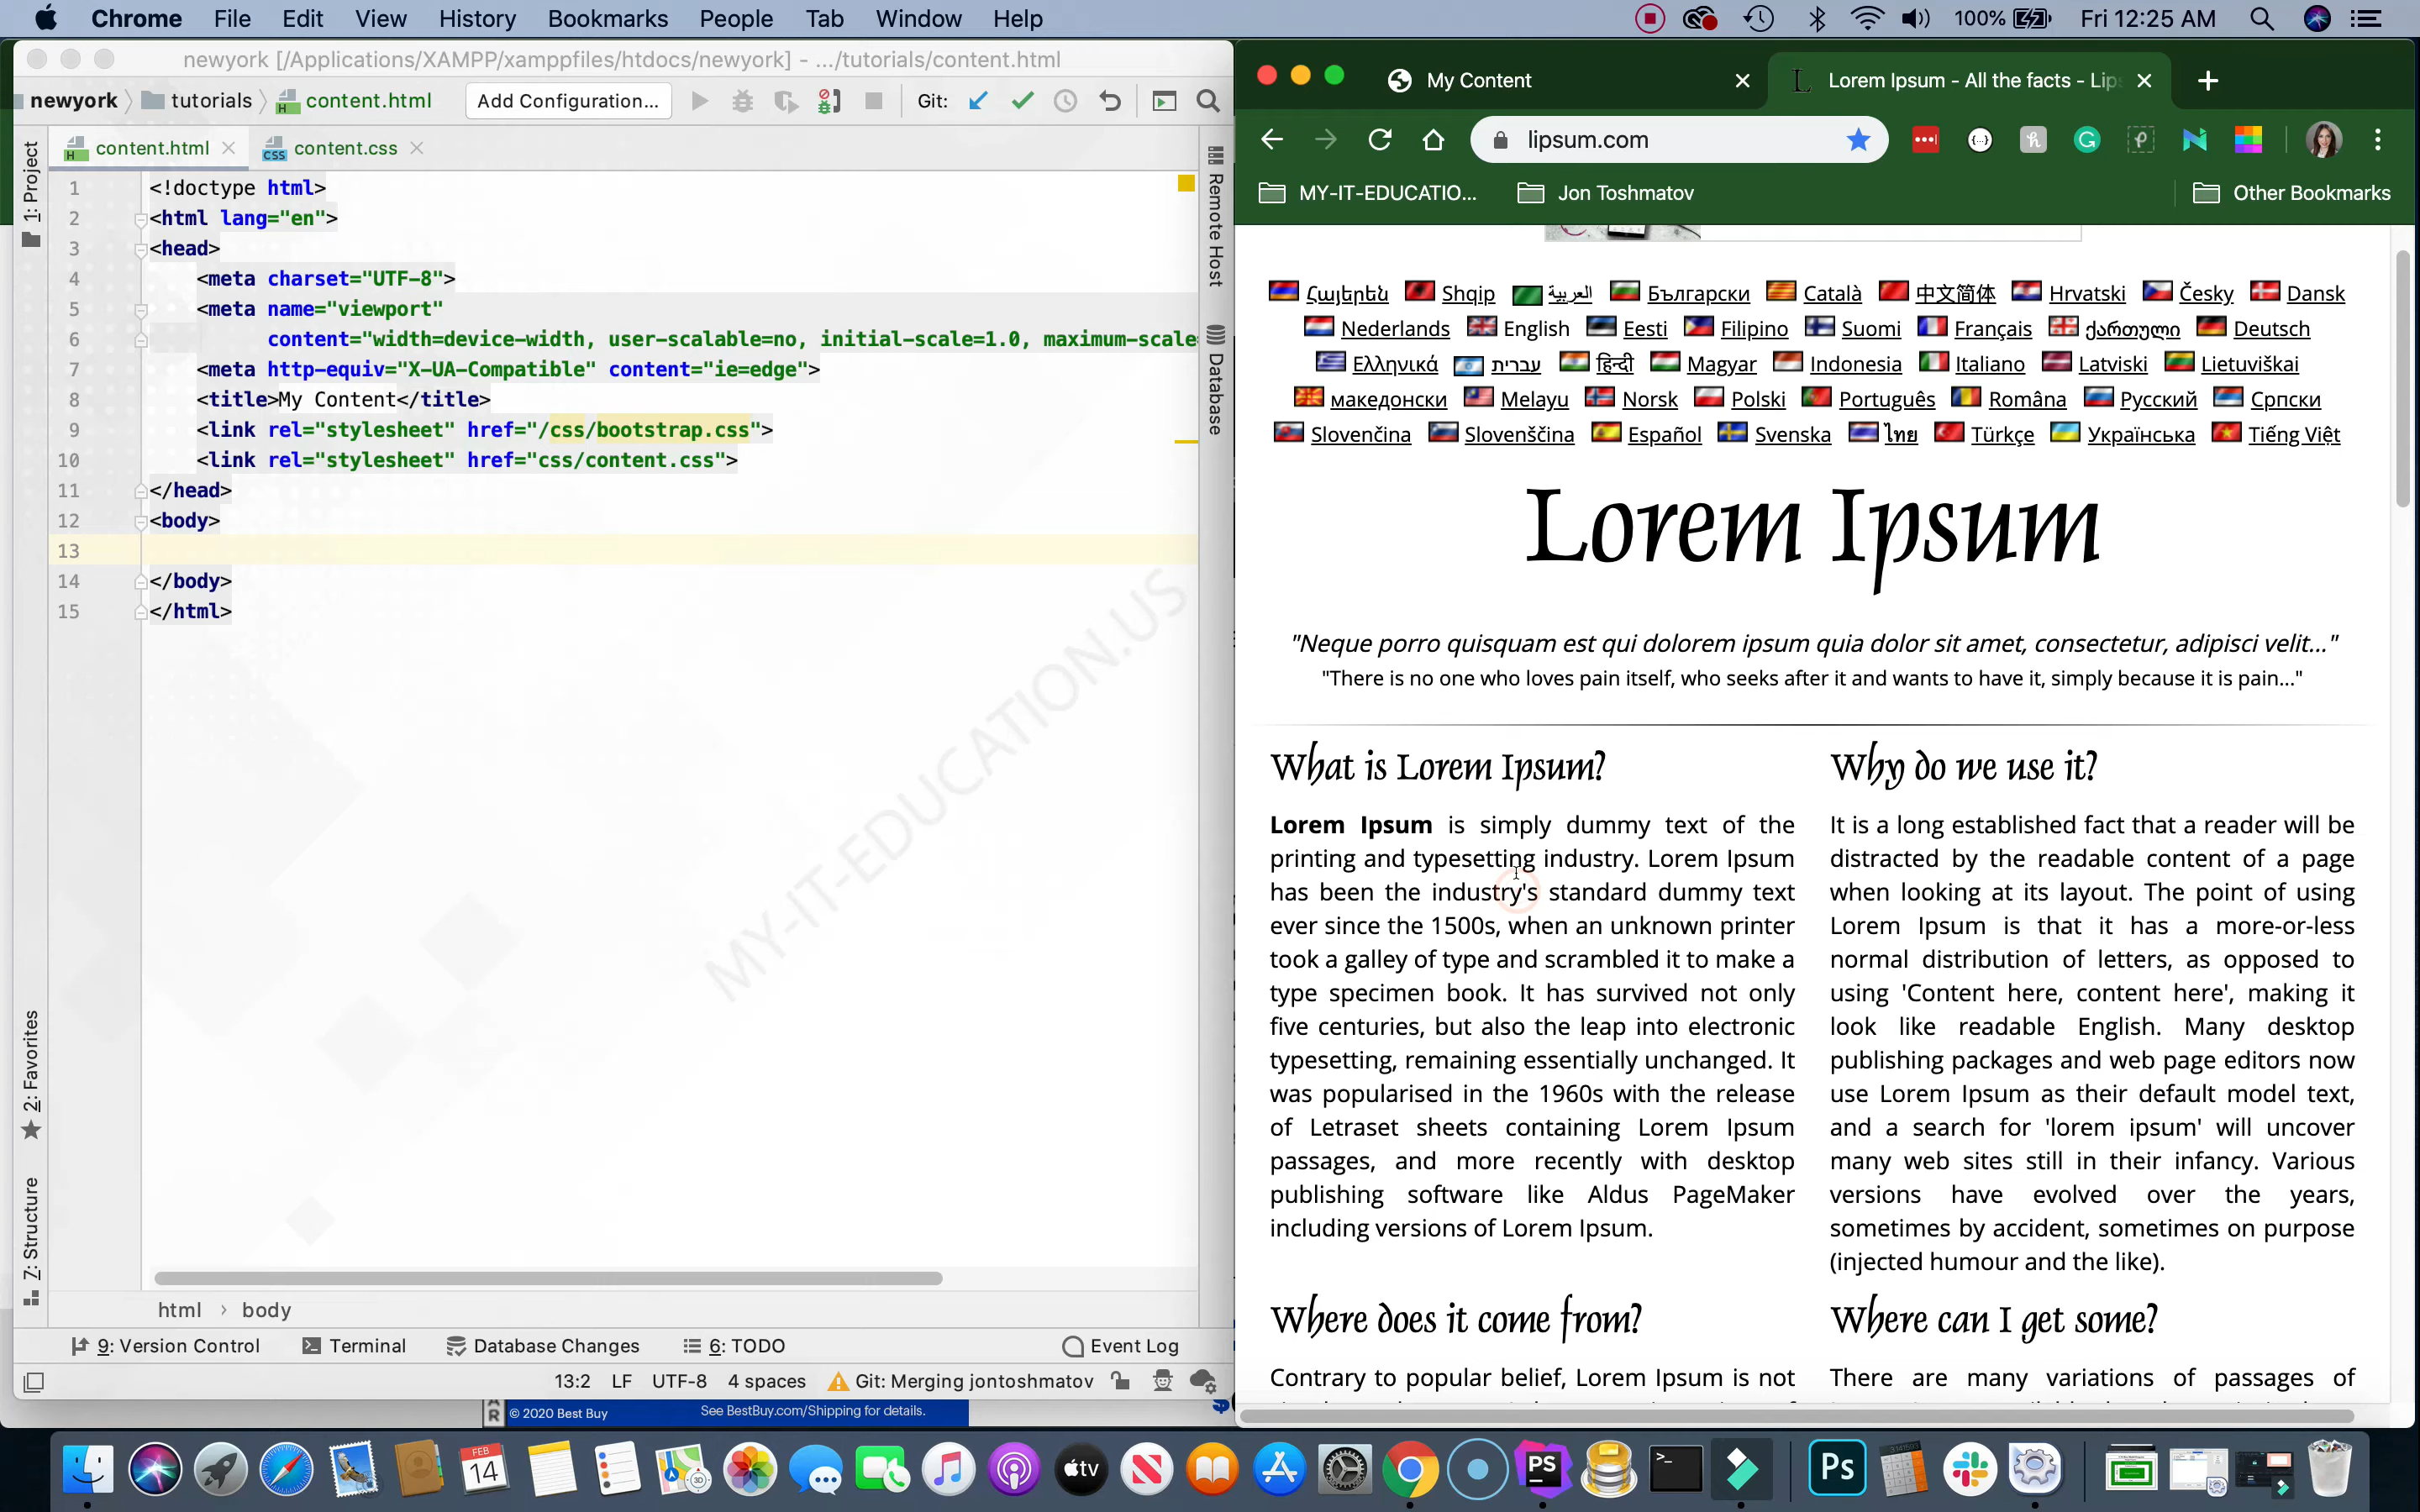 Chrome File Edit View History Bookmarks People Tab Window Help 100% Fri 12:25 AM
newyork [/Applications/XAMPP/xamppfiles/htdocs/newyork] - .../tutorials/content.html
newyork tutorials content.html Add Configuration... Git:
content.html content.css
1 <!doctype html>
2 <html lang="en">
3 <head>
4 <meta charset="UTF-8">
5 <meta name="viewport"
6 content="width=device-width, user-scalable=no, initial-scale=1.0, maximum-scale=
7 <meta http-equiv="X-UA-Compatible" content="ie=edge">
8 <title>My Content</title>
9 <link rel="stylesheet" href="/css/bootstrap.css">
10 <link rel="stylesheet" href="css/content.css">
11 </head>
12 <body>
13
14 </body>
15 </html>
1: Project
2: Favorites
7: Structure
Remote Host
Database
MY-IT-EDUCATION.US
html › body
9: Version Control Terminal Database Changes 6: TODO Event Log
13:2 LF UTF-8 4 spaces Git: Merging jontoshmatov
© 2020 Best Buy See BestBuy.com/Shipping for details.
My Content Lorem Ipsum - All the facts - Lips
lipsum.com
MY-IT-EDUCATIO... Jon Toshmatov Other Bookmarks
Հայերեն Shqip العربية Български Català 中文简体 Hrvatski Česky Dansk
Nederlands English Eesti Filipino Suomi Français ქართული Deutsch
Ελληνικά עברית हिन्दी Magyar Indonesia Italiano Latviski Lietuviškai
македонски Melayu Norsk Polski Português Româna Русский Српски
Slovenčina Slovenščina Español Svenska ไทย Türkçe Українська Tiếng Việt
Lorem Ipsum
"Neque porro quisquam est qui dolorem ipsum quia dolor sit amet, consectetur, adipisci velit..."
"There is no one who loves pain itself, who seeks after it and wants to have it, simply because it is pain..."
What is Lorem Ipsum?
Lorem Ipsum is simply dummy text of the
printing and typesetting industry. Lorem Ipsum
has been the industry's standard dummy text
ever since the 1500s, when an unknown printer
took a galley of type and scrambled it to make a
type specimen book. It has survived not only
five centuries, but also the leap into electronic
typesetting, remaining essentially unchanged. It
was popularised in the 1960s with the release
of Letraset sheets containing Lorem Ipsum
passages, and more recently with desktop
publishing software like Aldus PageMaker
including versions of Lorem Ipsum.
Why do we use it?
It is a long established fact that a reader will be
distracted by the readable content of a page
when looking at its layout. The point of using
Lorem Ipsum is that it has a more-or-less
normal distribution of letters, as opposed to
using 'Content here, content here', making it
look like readable English. Many desktop
publishing packages and web page editors now
use Lorem Ipsum as their default model text,
and a search for 'lorem ipsum' will uncover
many web sites still in their infancy. Various
versions have evolved over the years,
sometimes by accident, sometimes on purpose
(injected humour and the like).
Where does it come from?
Contrary to popular belief, Lorem Ipsum is not
Where can I get some?
There are many variations of passages of
FEB
14
tv
PS
Ps